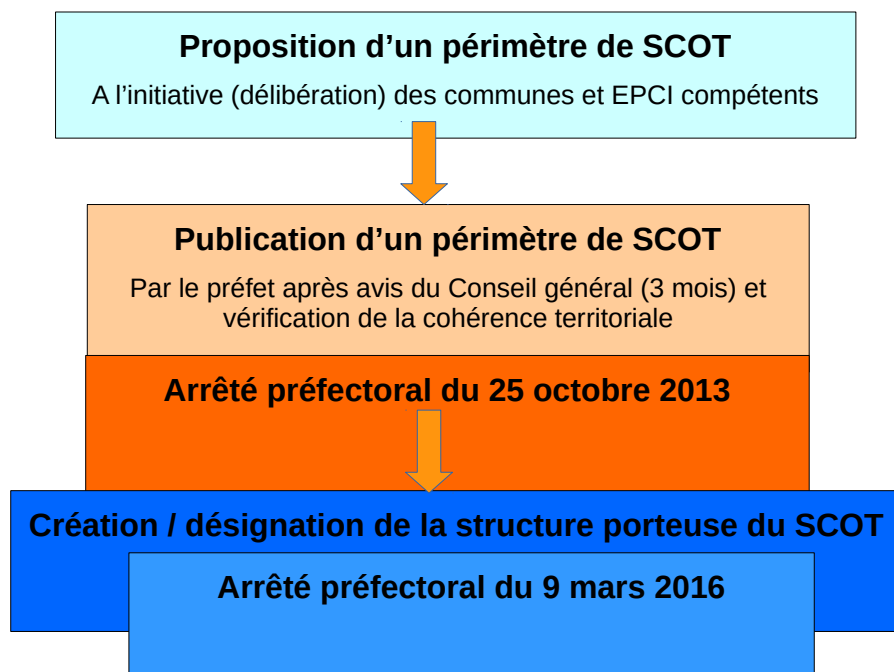 Proposition d’un périmètre de SCOT
A l’initiative (délibération) des communes et EPCI compétents
Publication d’un périmètre de SCOT
Par le préfet après avis du Conseil général (3 mois) et
vérification de la cohérence territoriale
Arrêté préfectoral du 25 octobre 2013
Création / désignation de la structure porteuse du SCOT
Arrêté préfectoral du 9 mars 2016